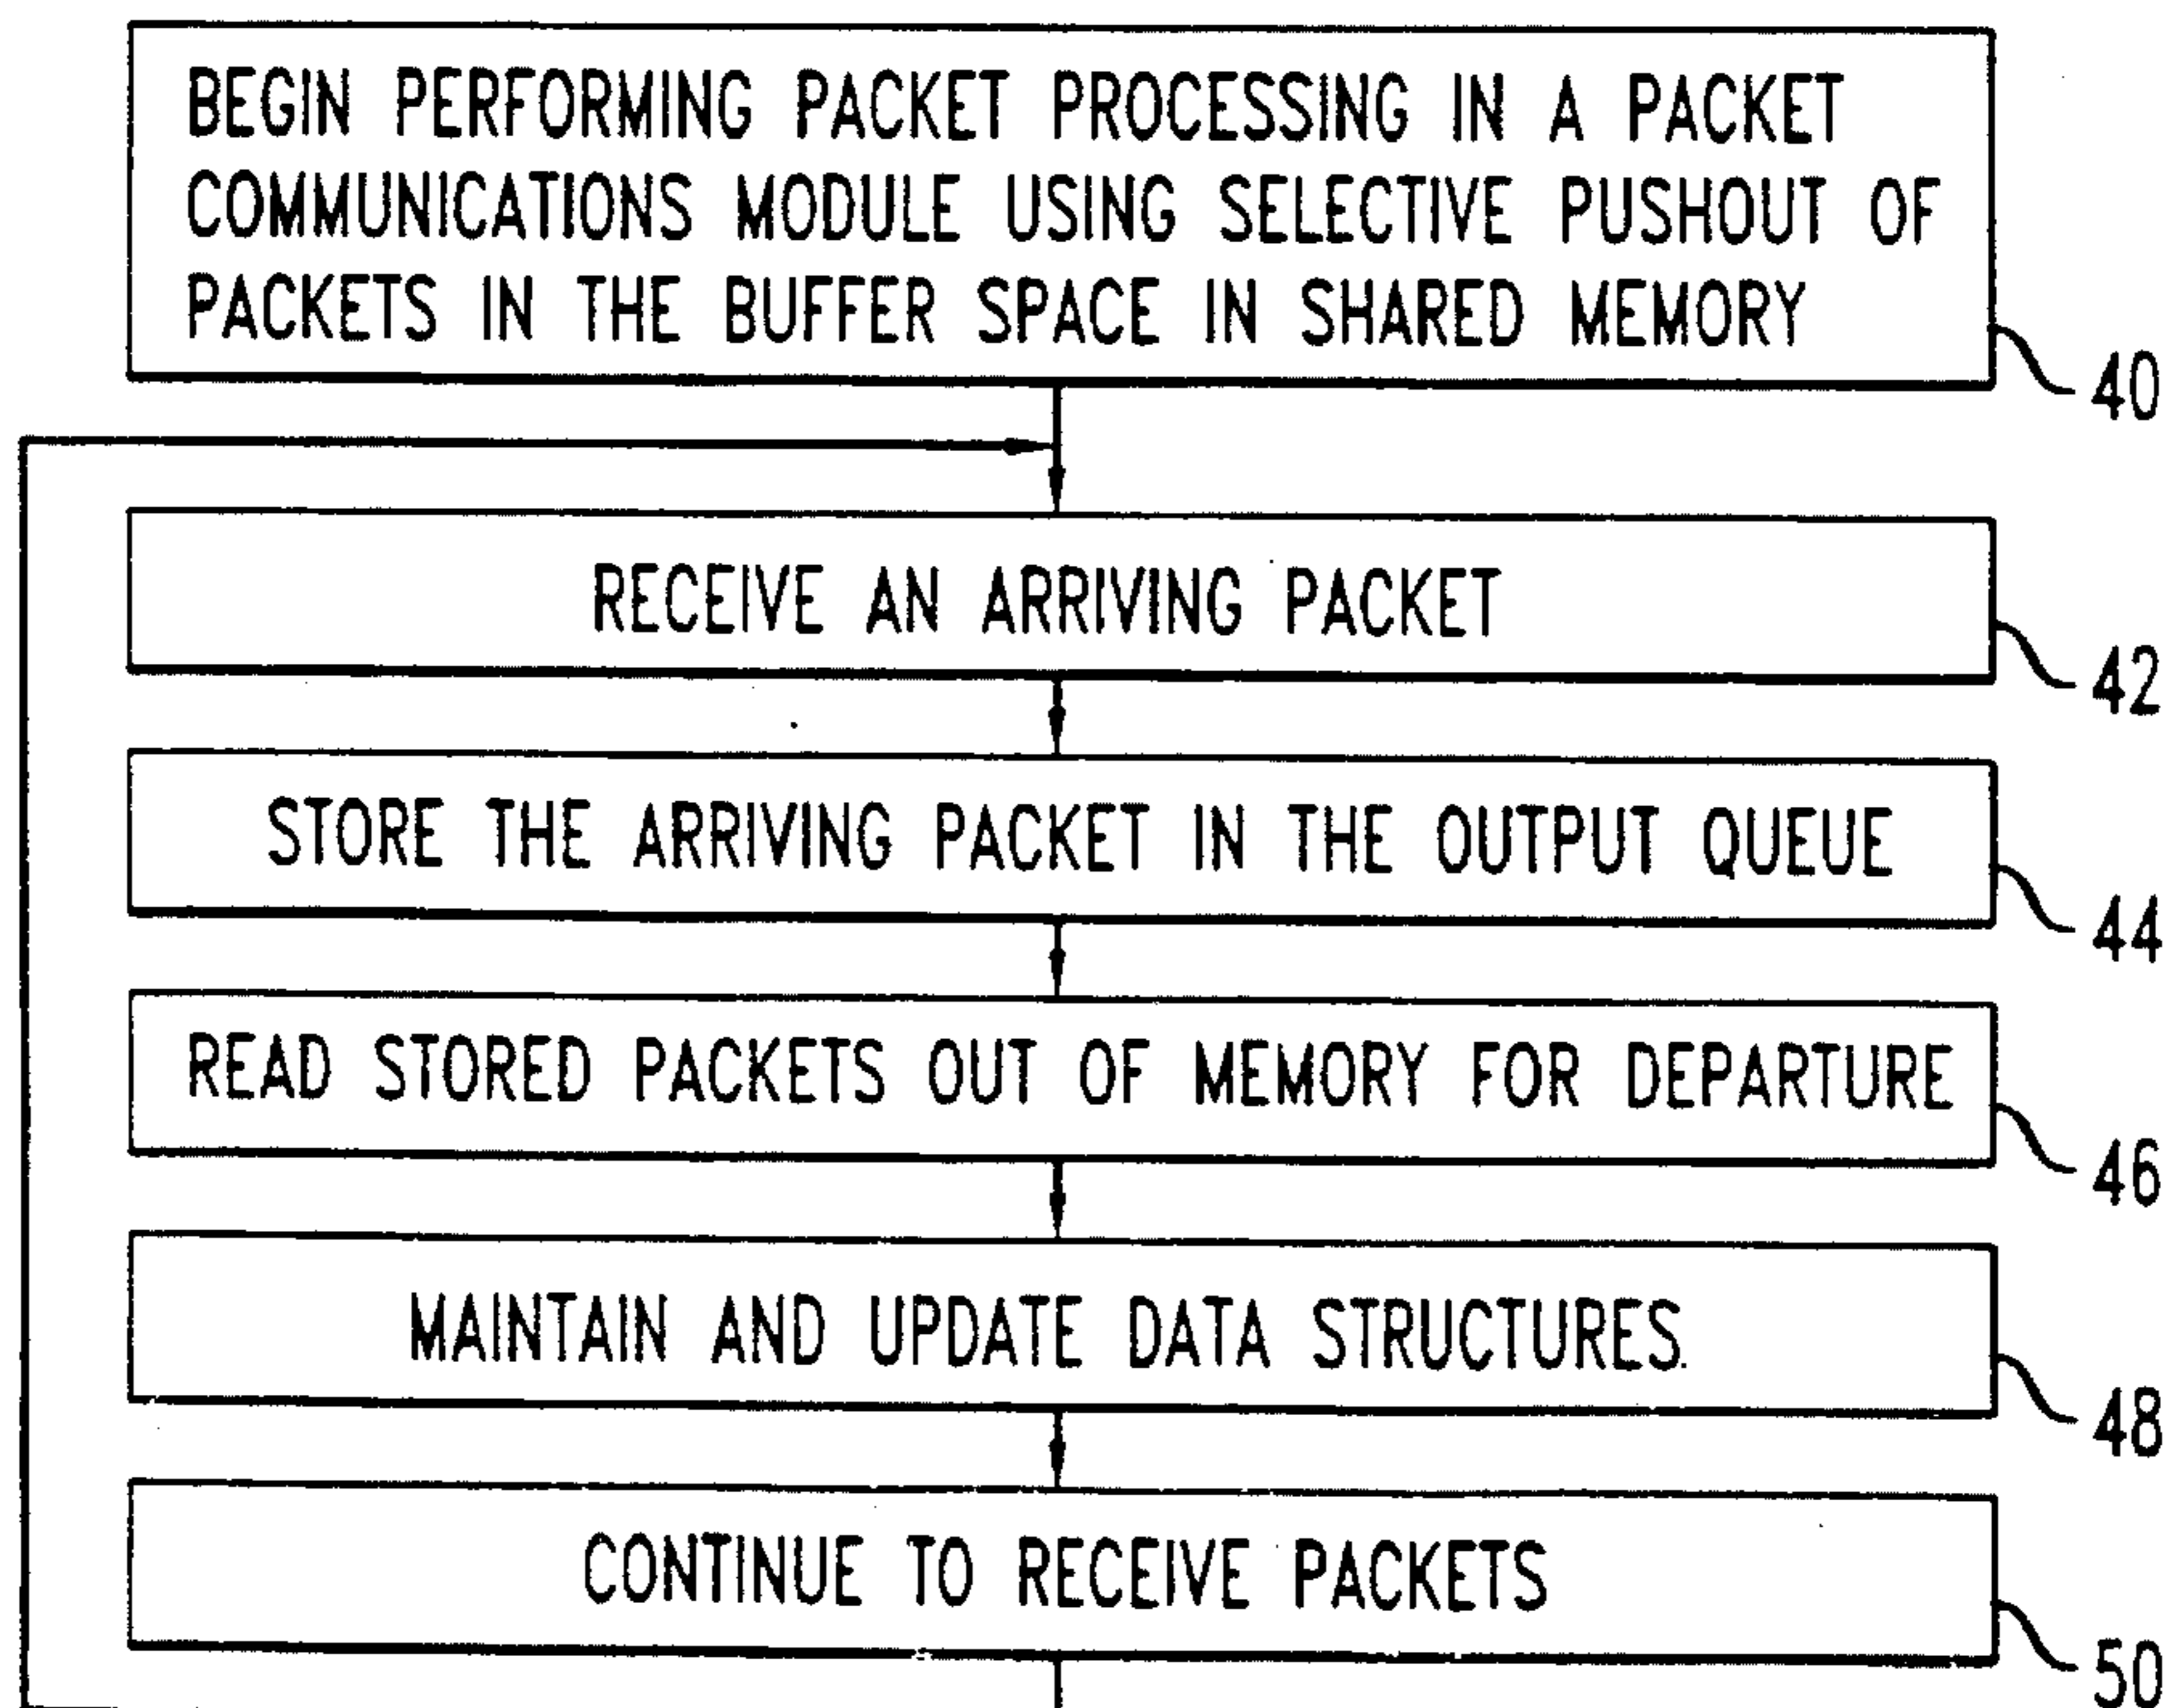 BEGIN PERFORMING PACKET PROCESSING IN A PACKET
COMMUNICATIONS MODULE USING SELECTIVE PUSHOUT OF
PACKETS IN THE BUFFER SPACE IN SHARED MEMORY
40
RECEIVE AN ARRIVING PACKET
42
STORE THE ARRIVING PACKET IN THE OUTPUT QUEUE
44
READ STORED PACKETS OUT OF MEMORY FOR DEPARTURE
46
MAINTAIN AND UPDATE DATA STRUCTURES.
48
CONTINUE TO RECEIVE PACKETS
50